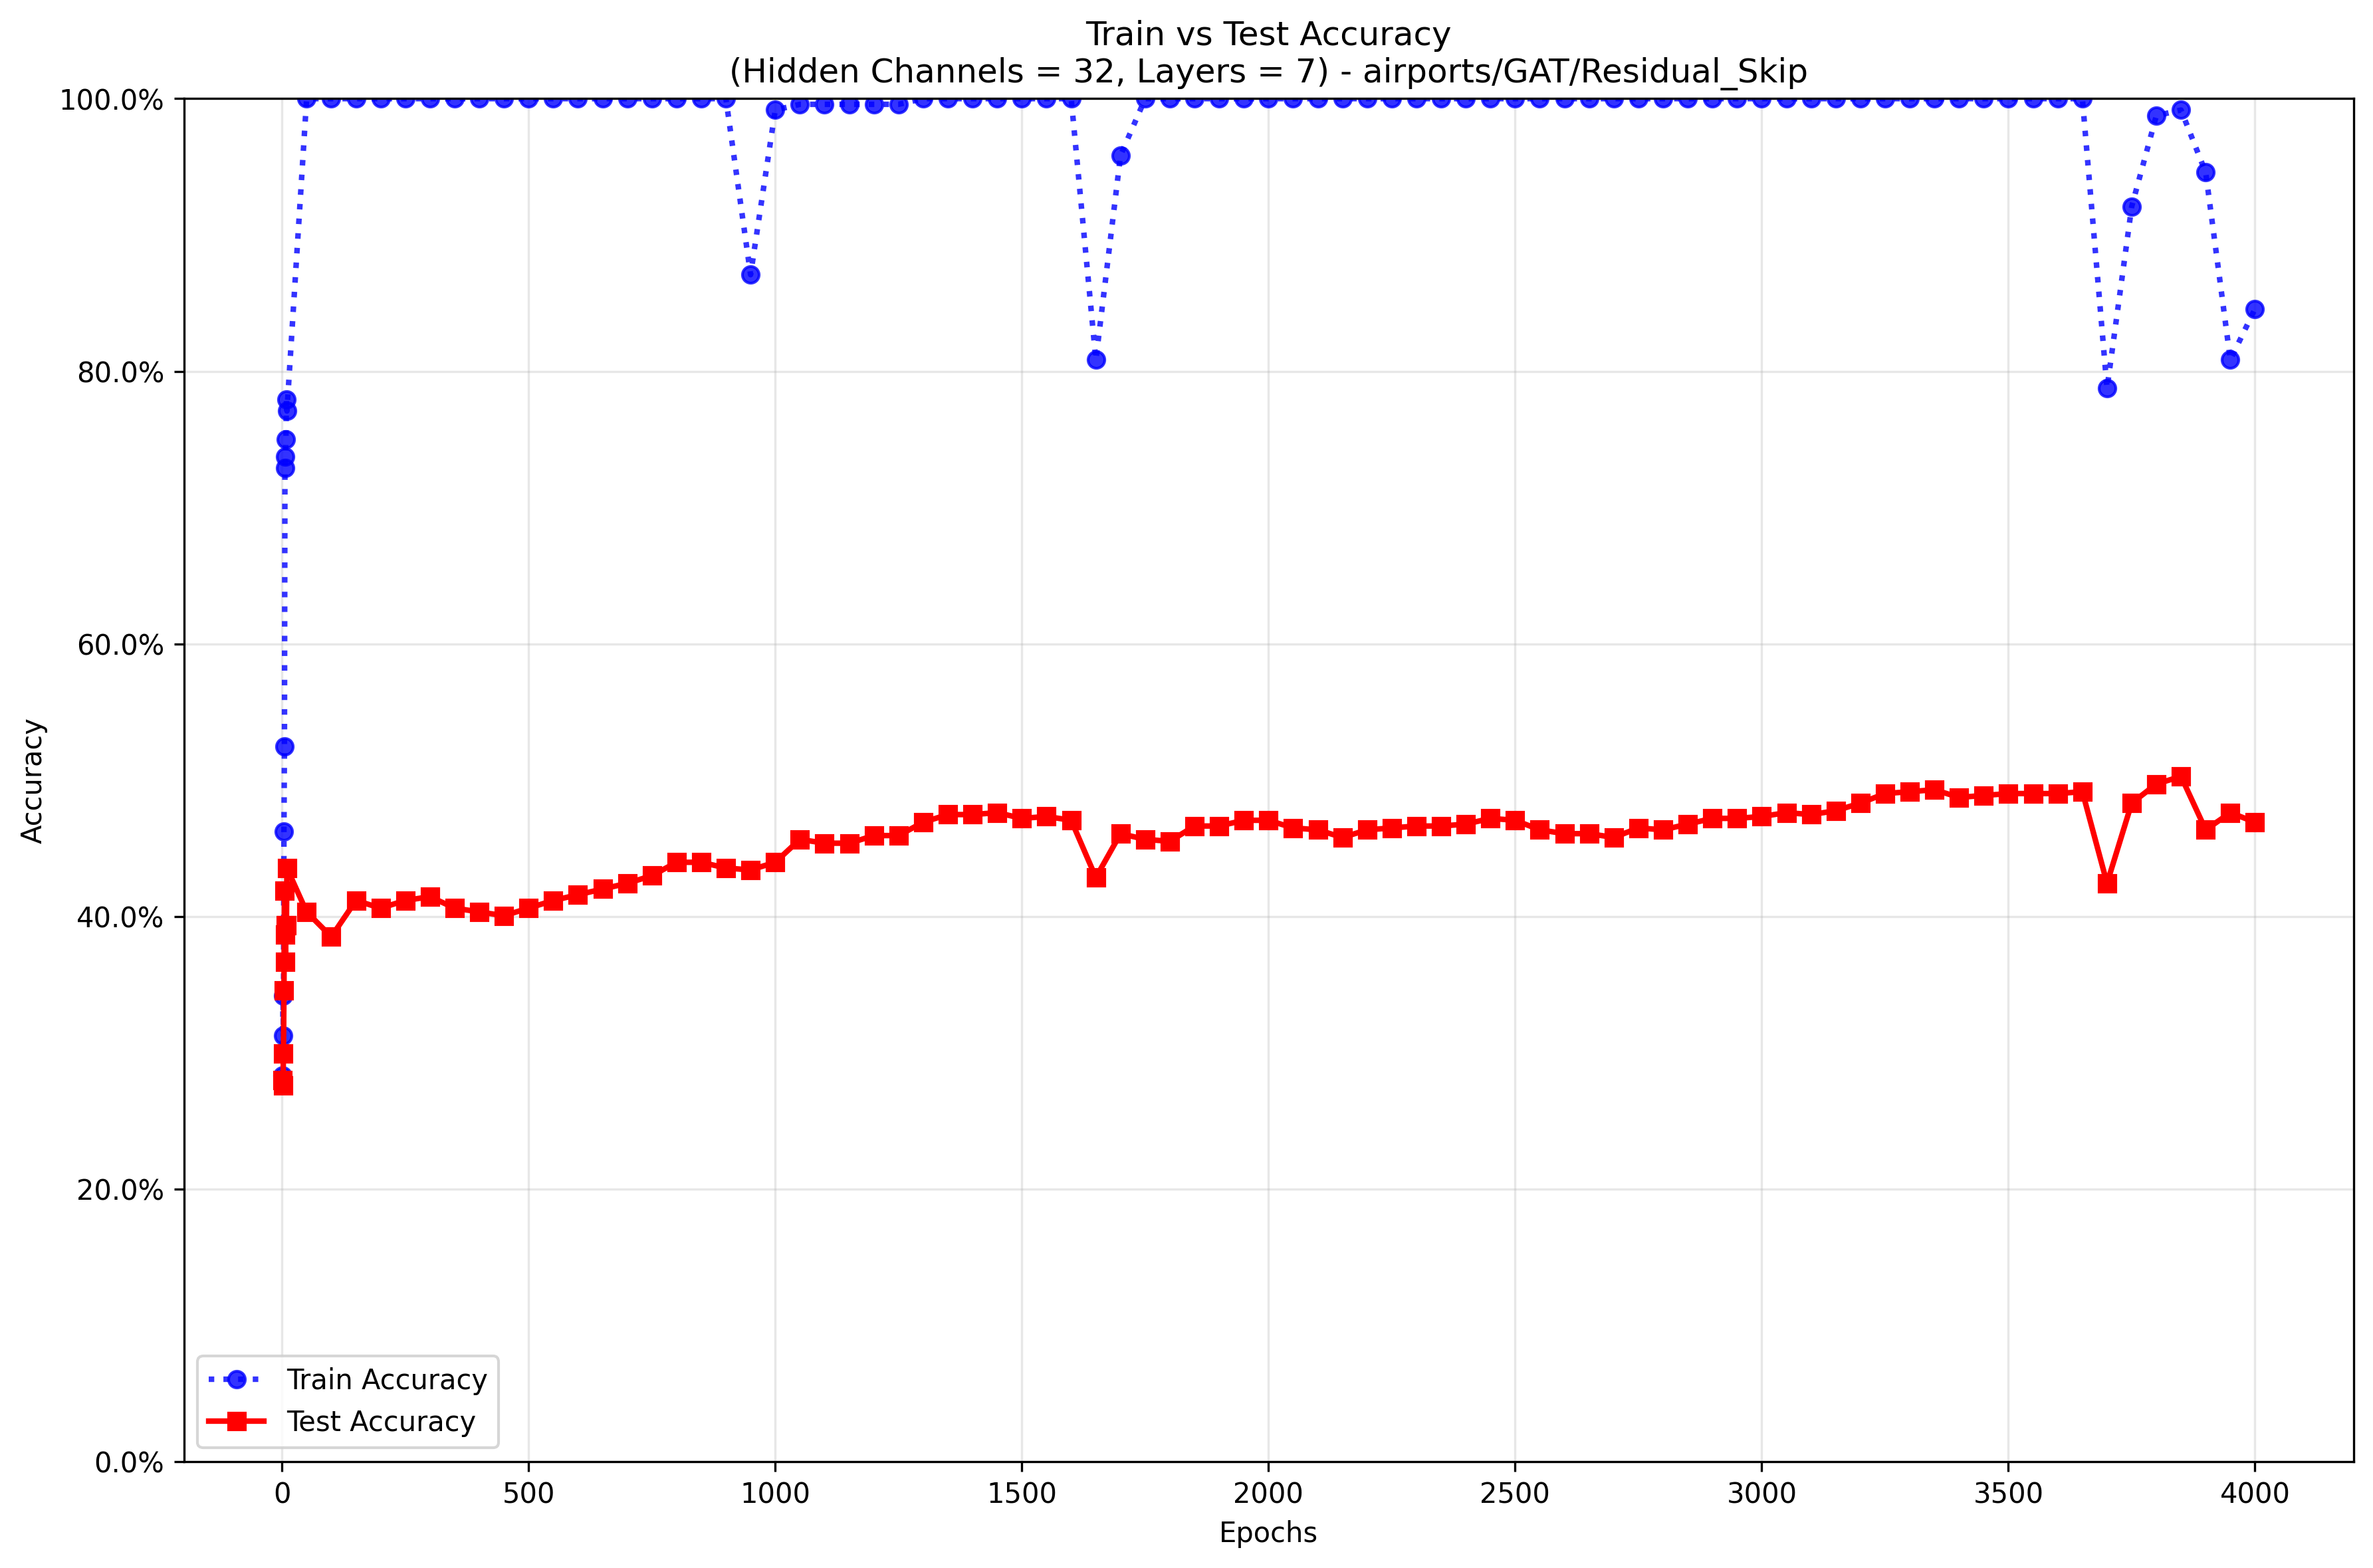 Train vs Test Accuracy
(Hidden Channels = 32, Layers = 7) - airports/GAT/Residual_Skip
100.0%
80.0%
60.0%
40.0%
20.0%
0.0%
Accuracy
Train Accuracy
Test Accuracy
0
500
1000
1500
2000
2500
3000
3500
4000
Epochs